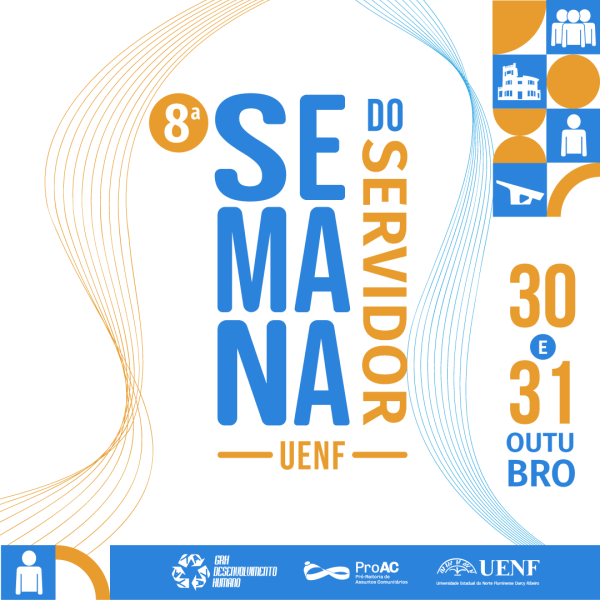 8ª
SE
MA
NA
DO
SERVIDOR
UENF
30
E
31
OUTU
BRO
GRH
DESENVOLVIMENTO
HUMANO
ProAC
Pró-Reitoria de
Assuntos Comunitários
UENF
Universidade Estadual do Norte Fluminense Darcy Ribeiro